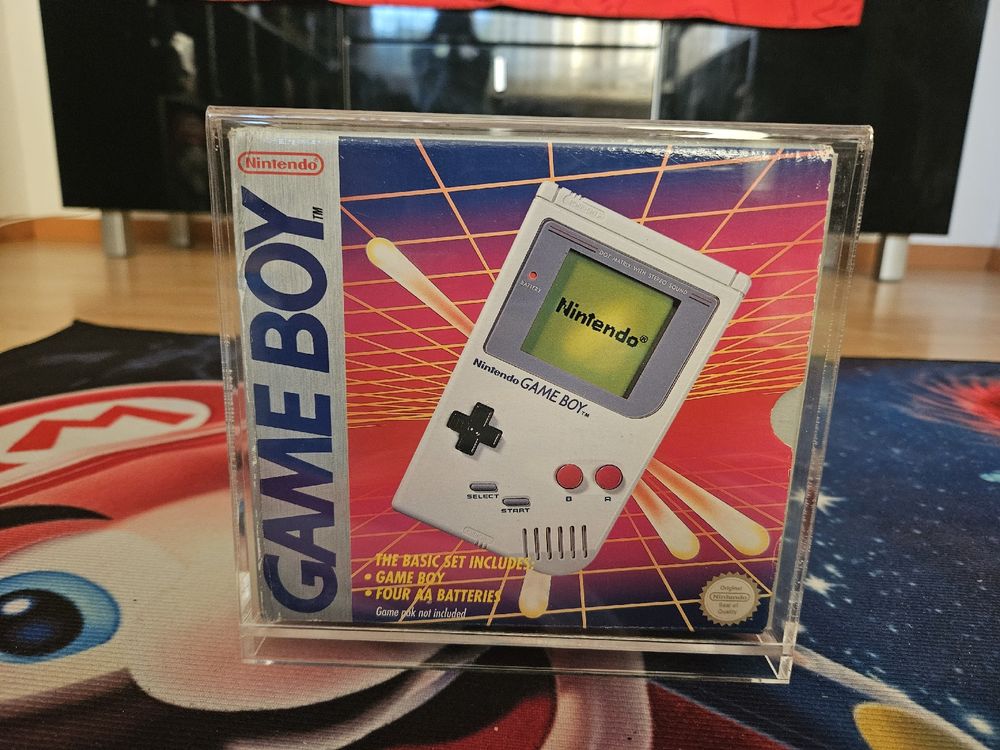 Nintendo®
GAME BOY™
DOT MATRIX WITH STEREO SOUND
BATTERY
Nintendo®
Nintendo GAME BOY™
SELECT
START
B
A
THE BASIC SET INCLUDES:
• GAME BOY
• FOUR AA BATTERIES
Game pak not included
Original
Nintendo
Seal of
Quality
M